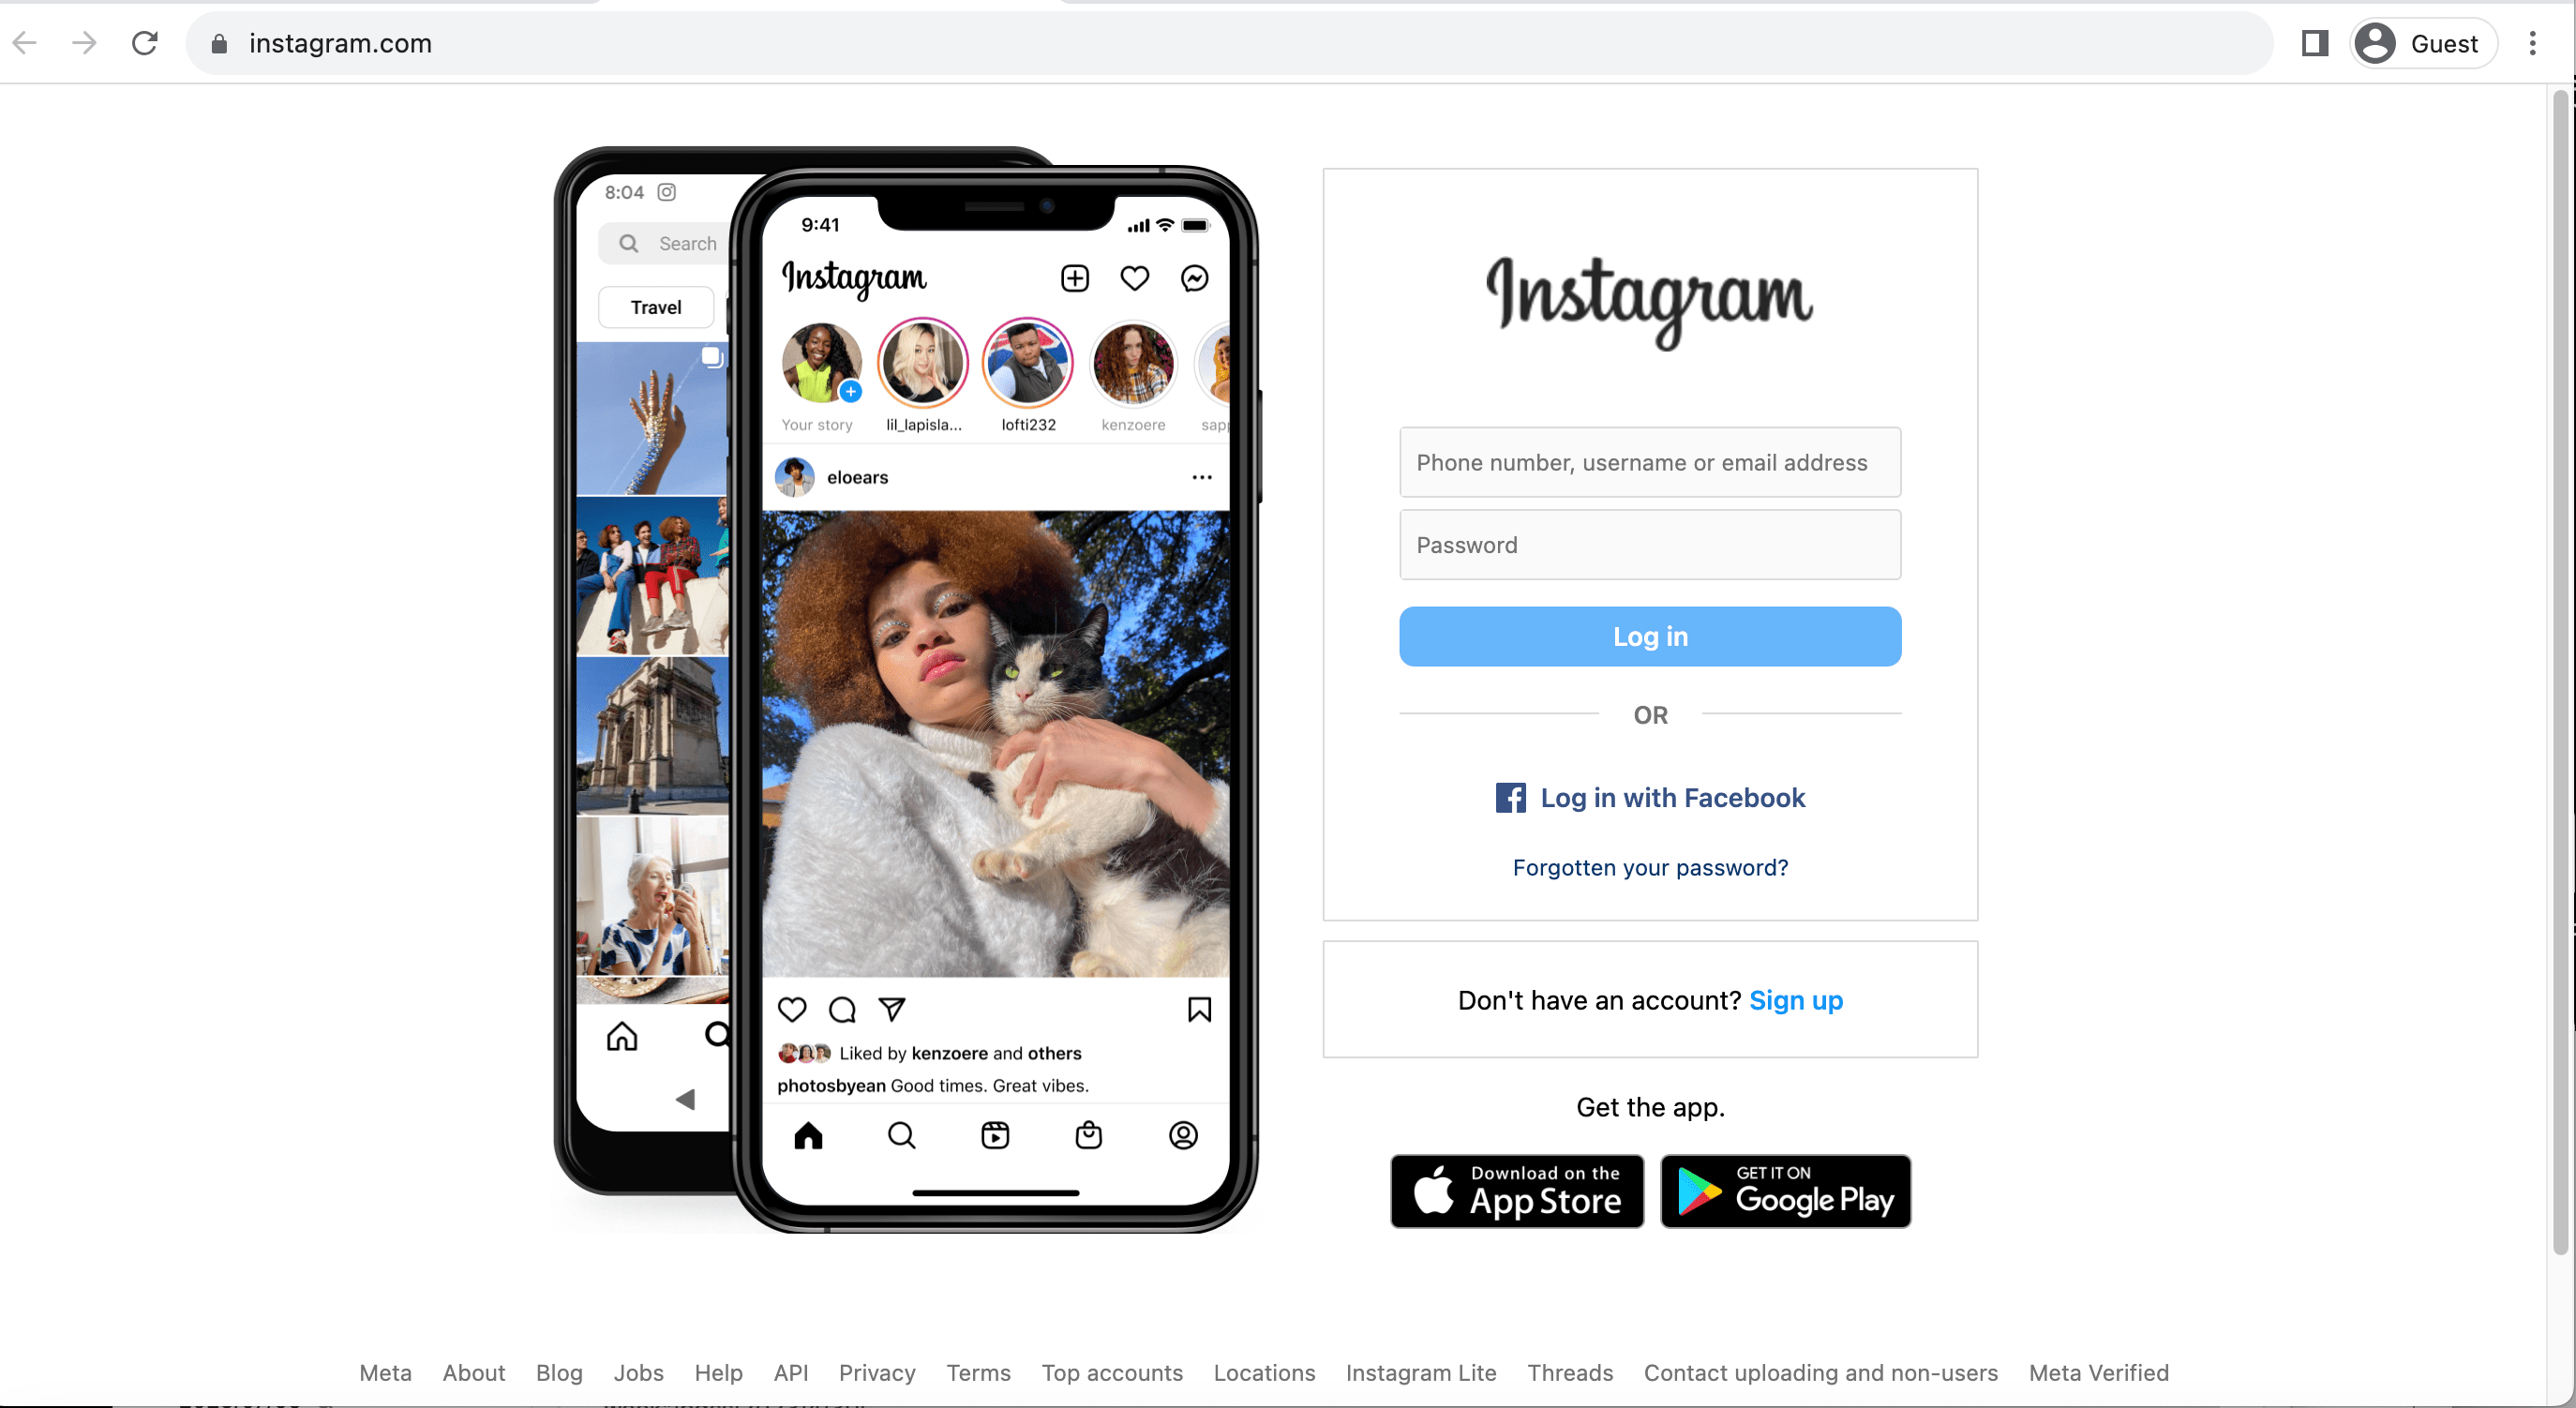 instagram.com
Guest
8:04
Search
Travel
9:41
Instagram
Your story
lil_lapisla...
lofti232
kenzoere
eloears
Liked by kenzoere and others
photosbyean Good times. Great vibes.
Instagram
Phone number, username or email address
Password
Log in
OR
Log in with Facebook
Forgotten your password?
Don't have an account? Sign up
Get the app.
Download on the
App Store
GET IT ON
Google Play
Meta About Blog Jobs Help API Privacy Terms Top accounts Locations Instagram Lite Threads Contact uploading and non-users Meta Verified